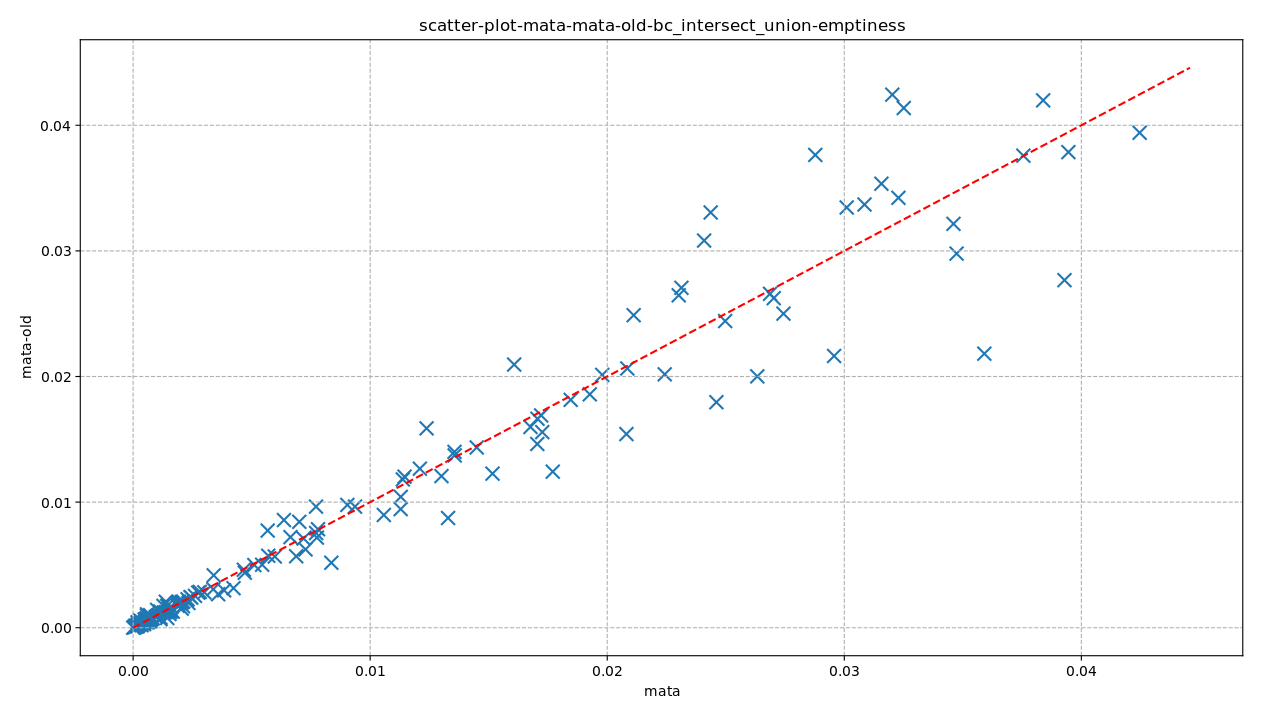 scatter-plot-mata-mata-old-bc_intersect_union-emptiness
mata-old
0.04
0.03
0.02
0.01
0.00
0.00 0.01 0.02 0.03 0.04
mata